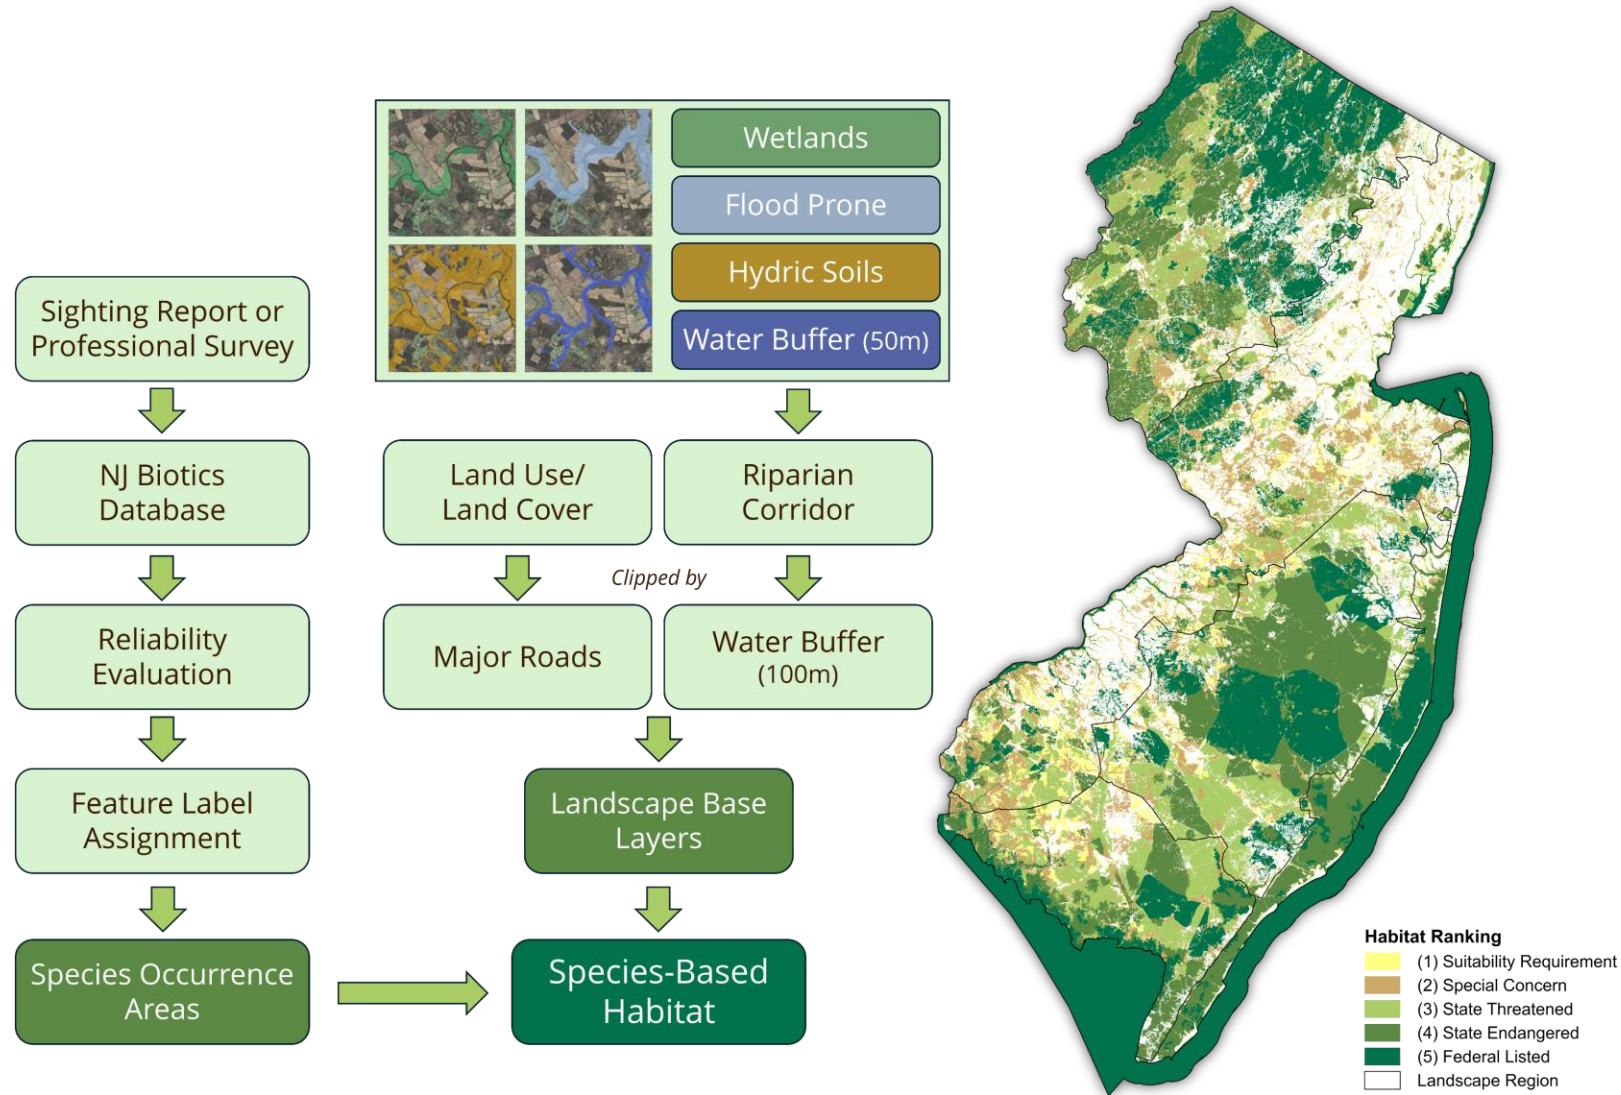 Wetlands
Flood Prone
Hydric Soils
Water Buffer (50m)
Sighting Report or
Professional Survey
NJ Biotics
Database
Reliability
Evaluation
Feature Label
Assignment
Species Occurrence
Areas
Land Use/
Land Cover
Riparian
Corridor
Clipped by
Major Roads
Water Buffer
(100m)
Landscape Base
Layers
Species-Based
Habitat
Habitat Ranking
(1) Suitability Requirement
(2) Special Concern
(3) State Threatened
(4) State Endangered
(5) Federal Listed
Landscape Region